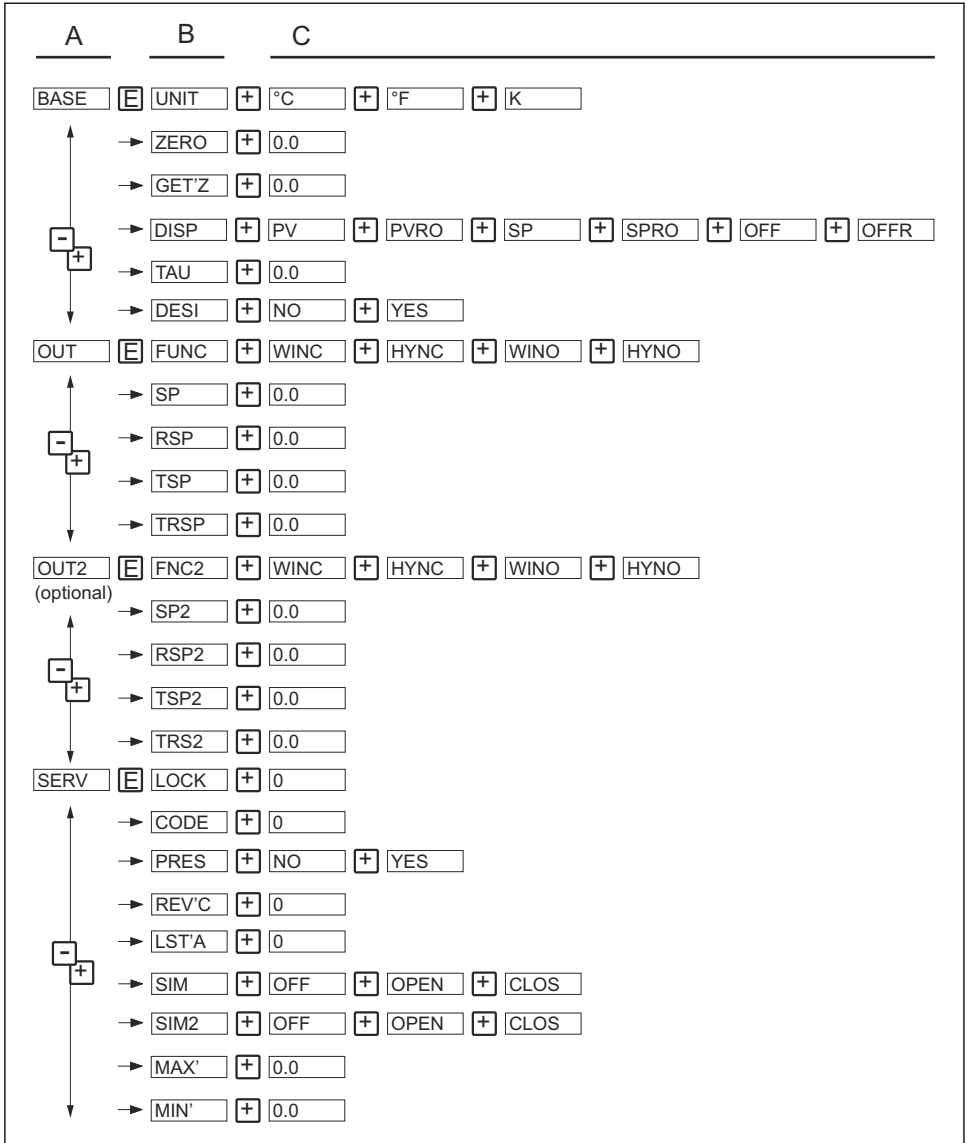 A B C
BASE E UNIT + °C + °F + K
ZERO + 0.0
GET'Z + 0.0
DISP + PV + PVRO + SP + SPRO + OFF + OFFR
- +
TAU + 0.0
DESI + NO + YES
OUT E FUNC + WINC + HYNC + WINO + HYNO
SP + 0.0
- + RSP + 0.0
TSP + 0.0
TRSP + 0.0
OUT2 E FNC2 + WINC + HYNC + WINO + HYNO
(optional)
SP2 + 0.0
RSP2 + 0.0
- +
TSP2 + 0.0
TRS2 + 0.0
SERV E LOCK + 0
CODE + 0
PRES + NO + YES
REV'C + 0
LST'A + 0
- +
SIM + OFF + OPEN + CLOS
SIM2 + OFF + OPEN + CLOS
MAX' + 0.0
MIN' + 0.0